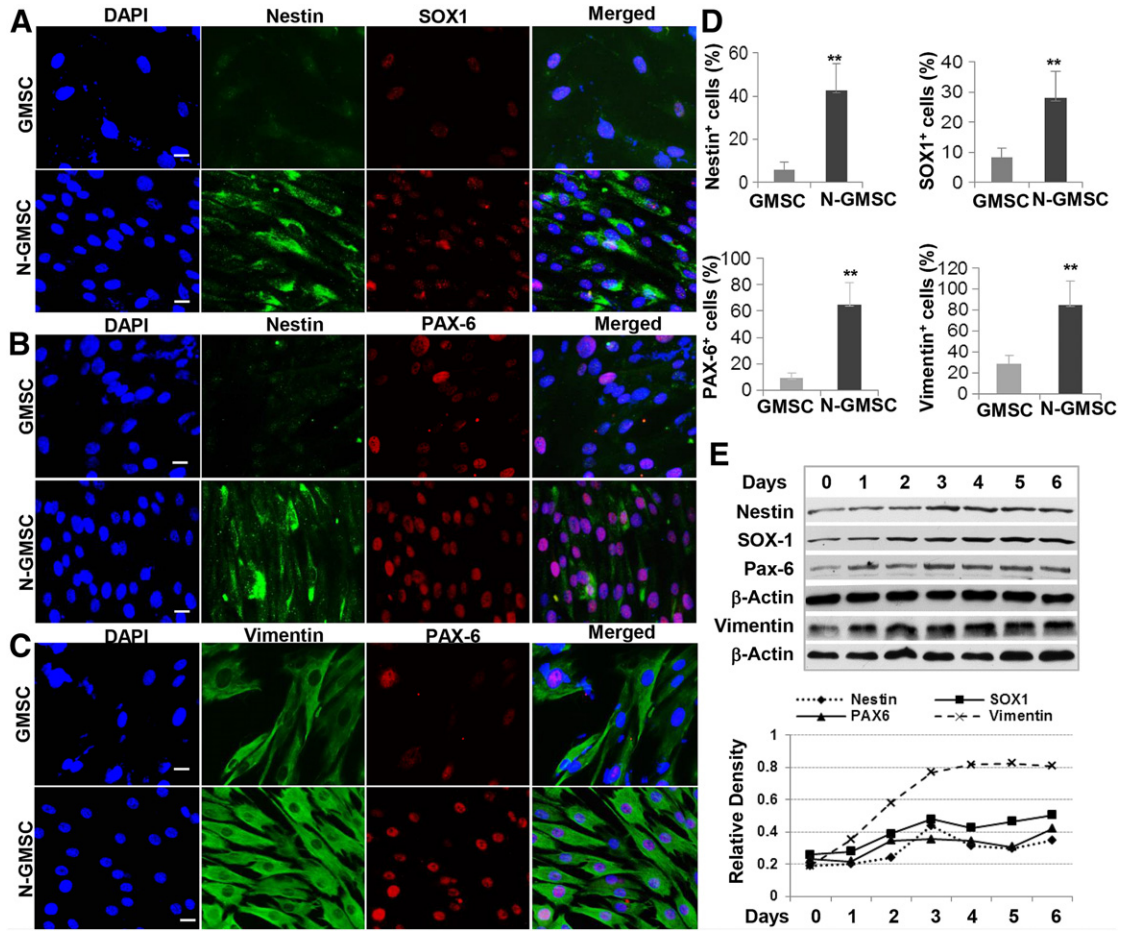 A
DAPI Nestin SOX1 Merged
GMSC
N-GMSC
B
DAPI Nestin PAX-6 Merged
GMSC
N-GMSC
C
DAPI Vimentin PAX-6 Merged
GMSC
N-GMSC
D
Nestin⁺ cells (%)
60
40
20
0
**
GMSC N-GMSC
SOX1⁺ cells (%)
40
30
20
10
0
**
GMSC N-GMSC
PAX-6⁺ cells (%)
100
80
60
40
20
0
**
GMSC N-GMSC
Vimentin⁺ cells (%)
120
100
80
60
40
20
0
**
GMSC N-GMSC
E
Days 0 1 2 3 4 5 6
Nestin
SOX-1
Pax-6
β-Actin
Vimentin
β-Actin
Nestin SOX1
PAX6 Vimentin
Relative Density
1
0.8
0.6
0.4
0.2
0
Days 0 1 2 3 4 5 6